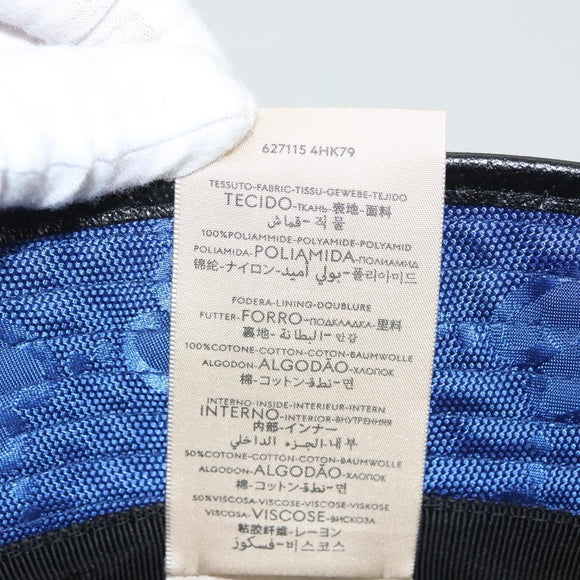 627115 4HK79
TESSUTO-FABRIC-TISSU-GEWEBE-TEJIDO
TECIDO-ТКАНЬ-裏地-面料
قماش-직물
100%POLIAMMIDE-POLYAMIDE-POLYAMID
POLIAMIDA-POLIAMIDA-ПОЛИАМИД
锦纶-ナイロン-بولي أميد-폴리아미드
FODERA-LINING-DOUBLURE
FUTTER-FORRO-ПОДКЛАДКА-里料
裏地-البطانة-안감
100%COTONE-COTTON-COTON-BAUMWOLLE
ALGODON-ALGODÃO-ХЛОПОК
棉-コットン-نطقة-면
INTERNO-INSIDE-INTERIEUR-INTERN
INTERNO-INTERIOR-ВНУТРЕННЯЯ
内部-インナー
내부-الجزء الداخلي
50%COTONE-COTTON-COTON-BAUMWOLLE
ALGODON-ALGODÃO-ХЛОПОК
棉-コットン-نطقة-면
50%VISCOSA-VISCOSE-VISCOSE-VISKOSE
VISCOSA-VISCOSE-ВИСКОЗА
粘胶纤维-レーヨン
فسكوز-비스코스